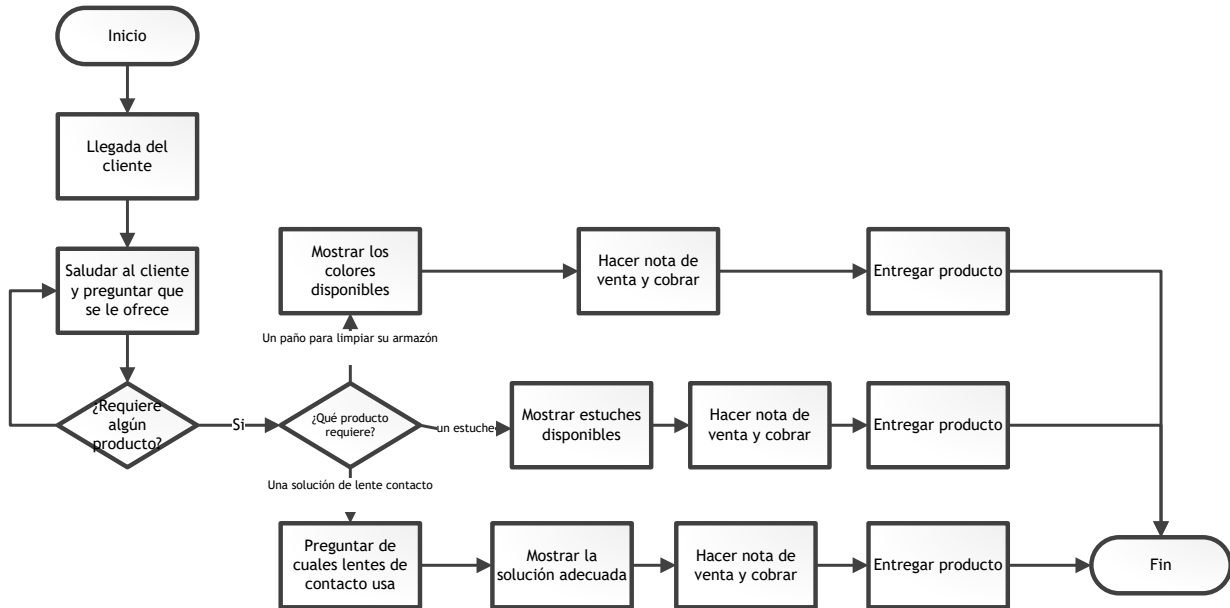 Inicio
Llegada del
cliente
Saludar al cliente
y preguntar que
se le ofrece
¿Requiere
algún
producto?
Si
¿Qué producto
requiere?
Un paño para limpiar su armazón
Mostrar los
colores
disponibles
Hacer nota de
venta y cobrar
Entregar producto
un estuche
Mostrar estuches
disponibles
Hacer nota de
venta y cobrar
Entregar producto
Una solución de lente contacto
Preguntar de
cuales lentes de
contacto usa
Mostrar la
solución adecuada
Hacer nota de
venta y cobrar
Entregar producto
Fin